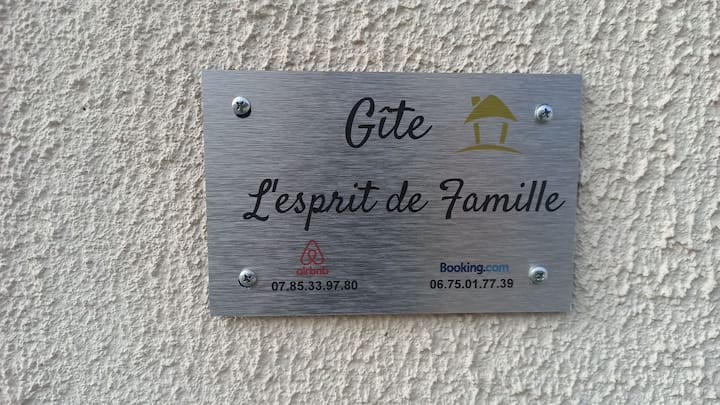 Gîte
L'esprit de Famille
airbnb Booking.com
07.85.33.97.80 06.75.01.77.39